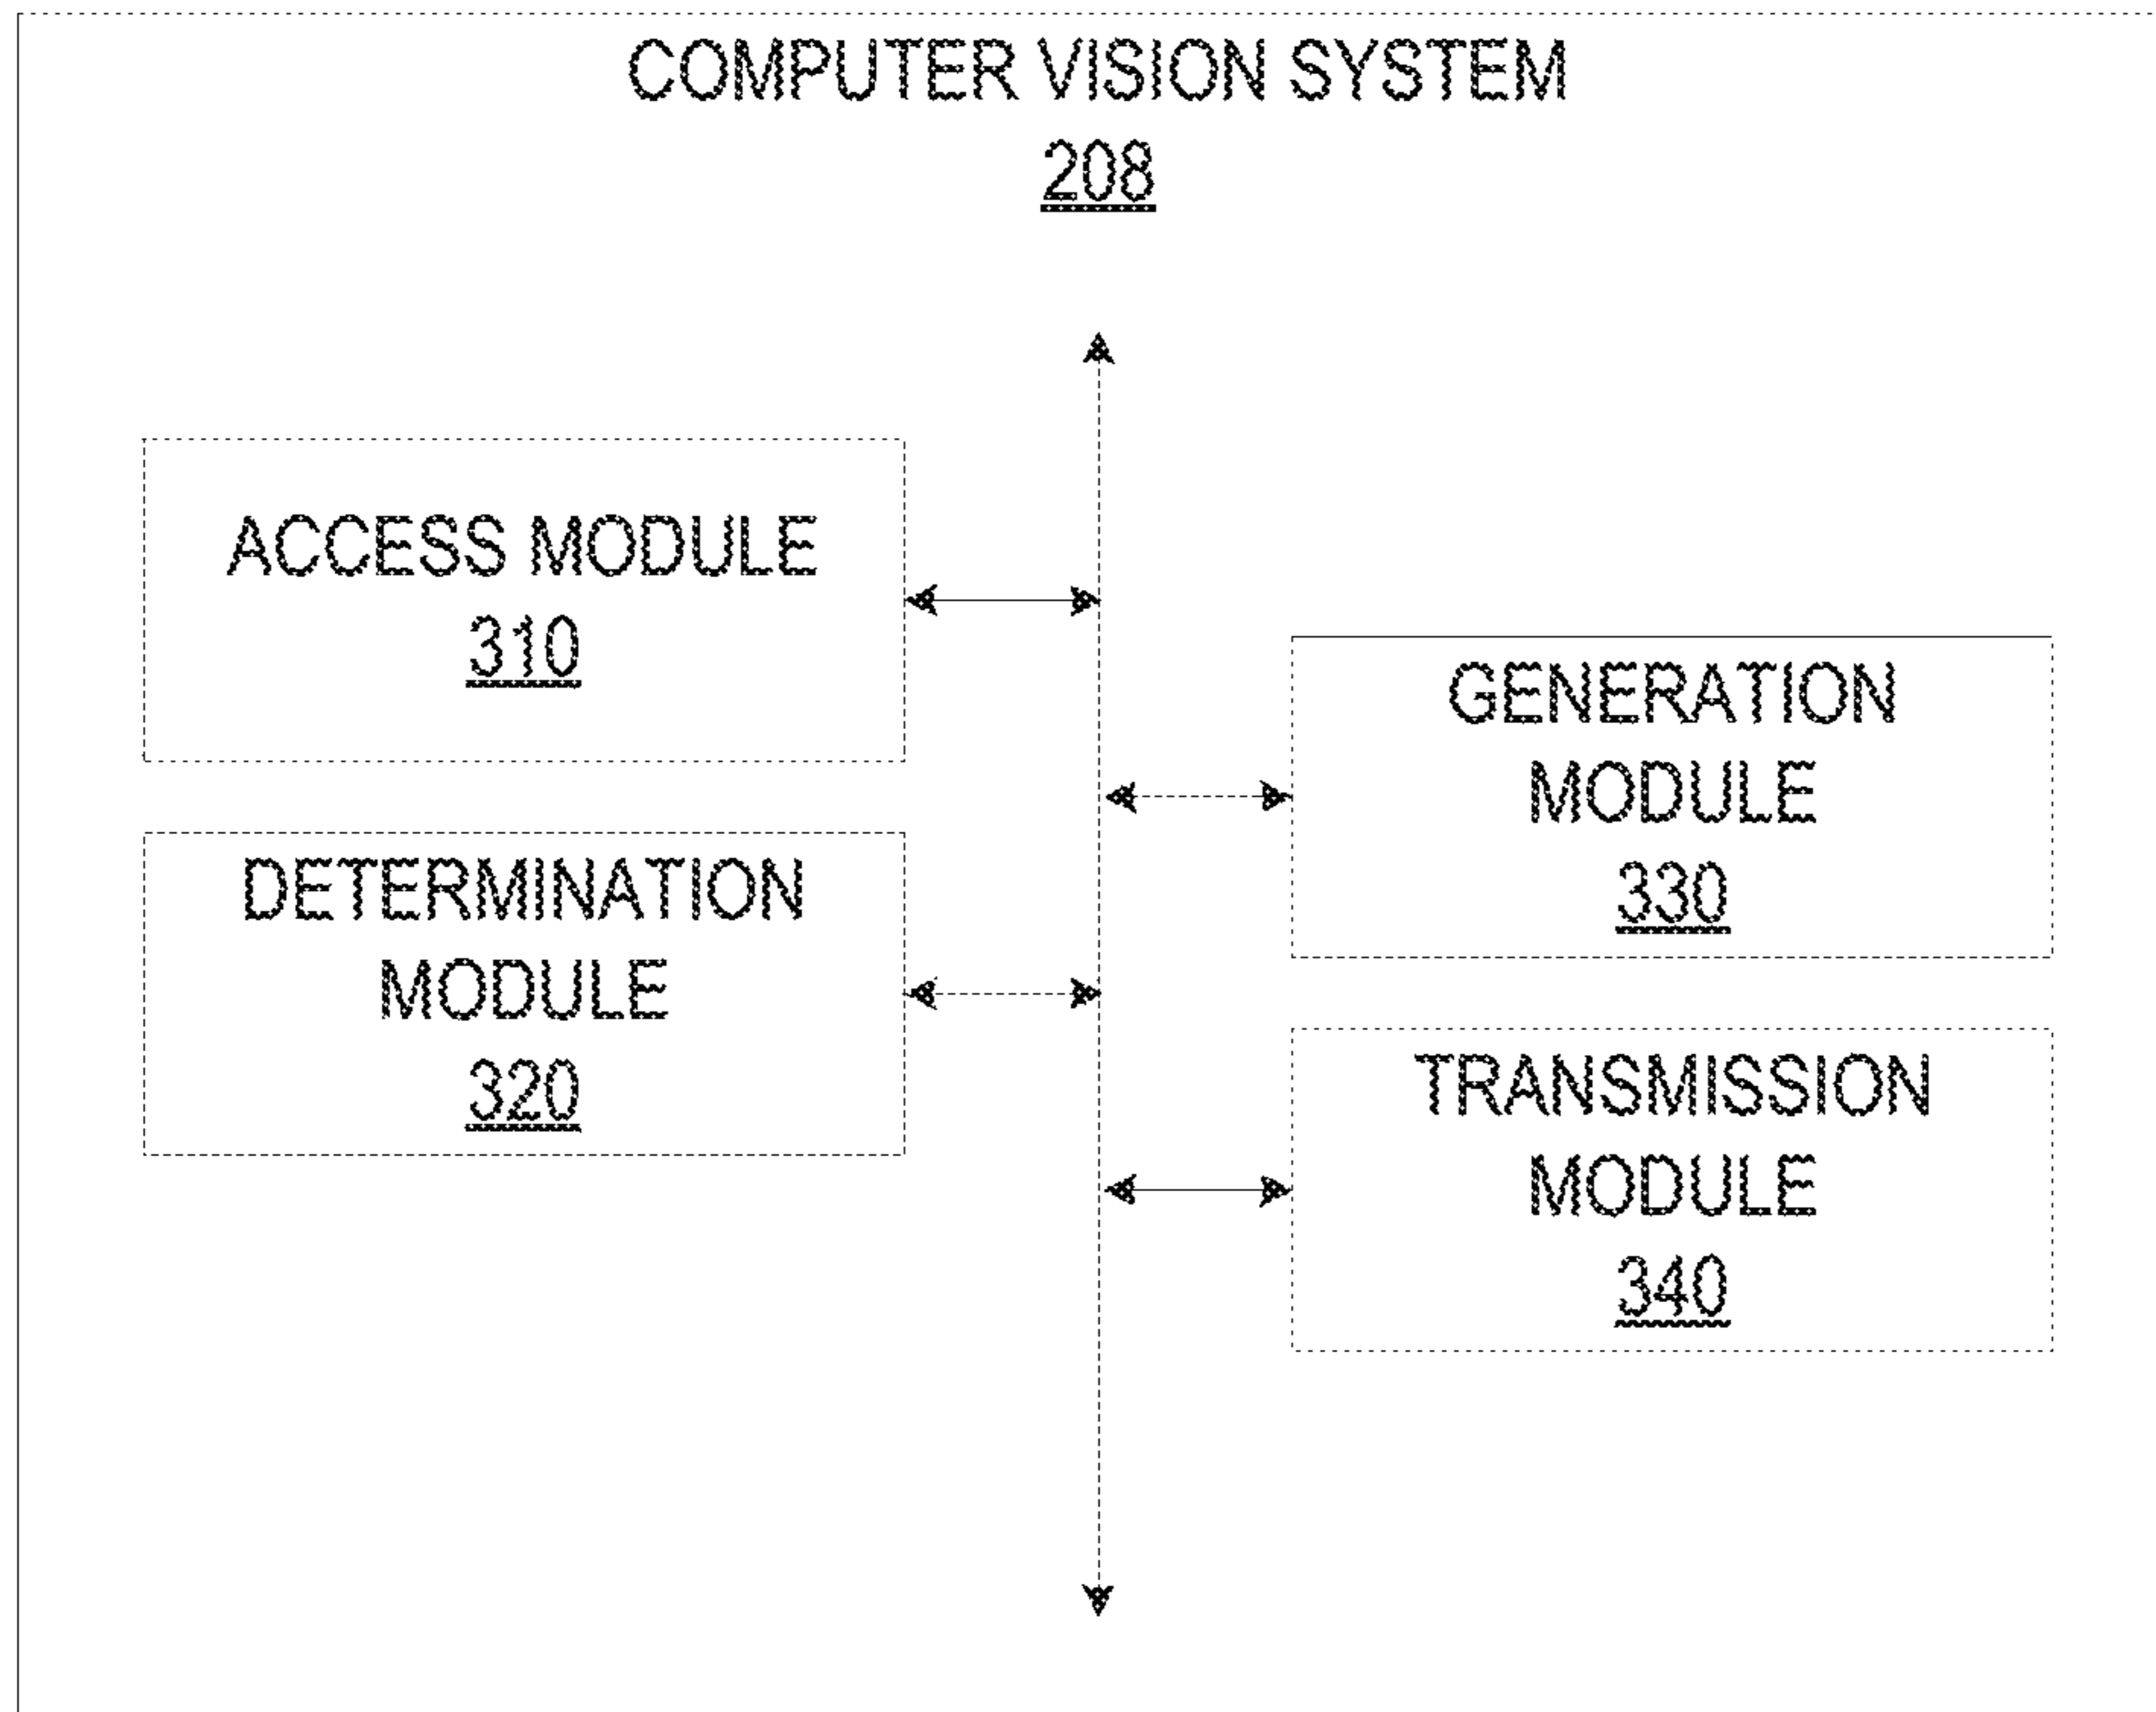 COMPUTER VISION SYSTEM
208
ACCESS MODULE
310
DETERMINATION
MODULE
320
GENERATION
MODULE
330
TRANSMISSION
MODULE
340